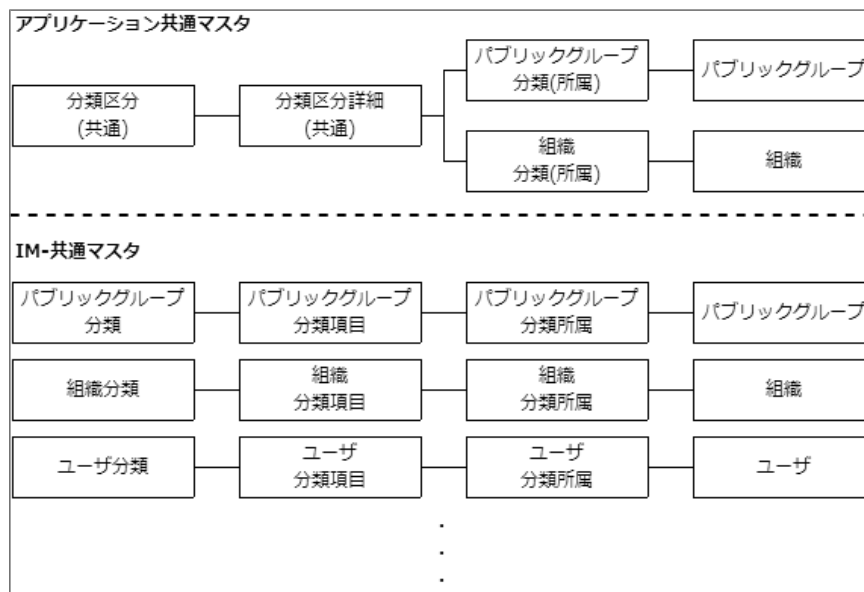 アプリケーション共通マスタ
分類区分
(共通)
分類区分詳細
(共通)
パブリックグループ
分類(所属)
パブリックグループ
組織
分類(所属)
組織
IM-共通マスタ
パブリックグループ
分類
パブリックグループ
分類項目
パブリックグループ
分類所属
パブリックグループ
組織分類
組織
分類項目
組織
分類所属
組織
ユーザ分類
ユーザ
分類項目
ユーザ
分類所属
ユーザ